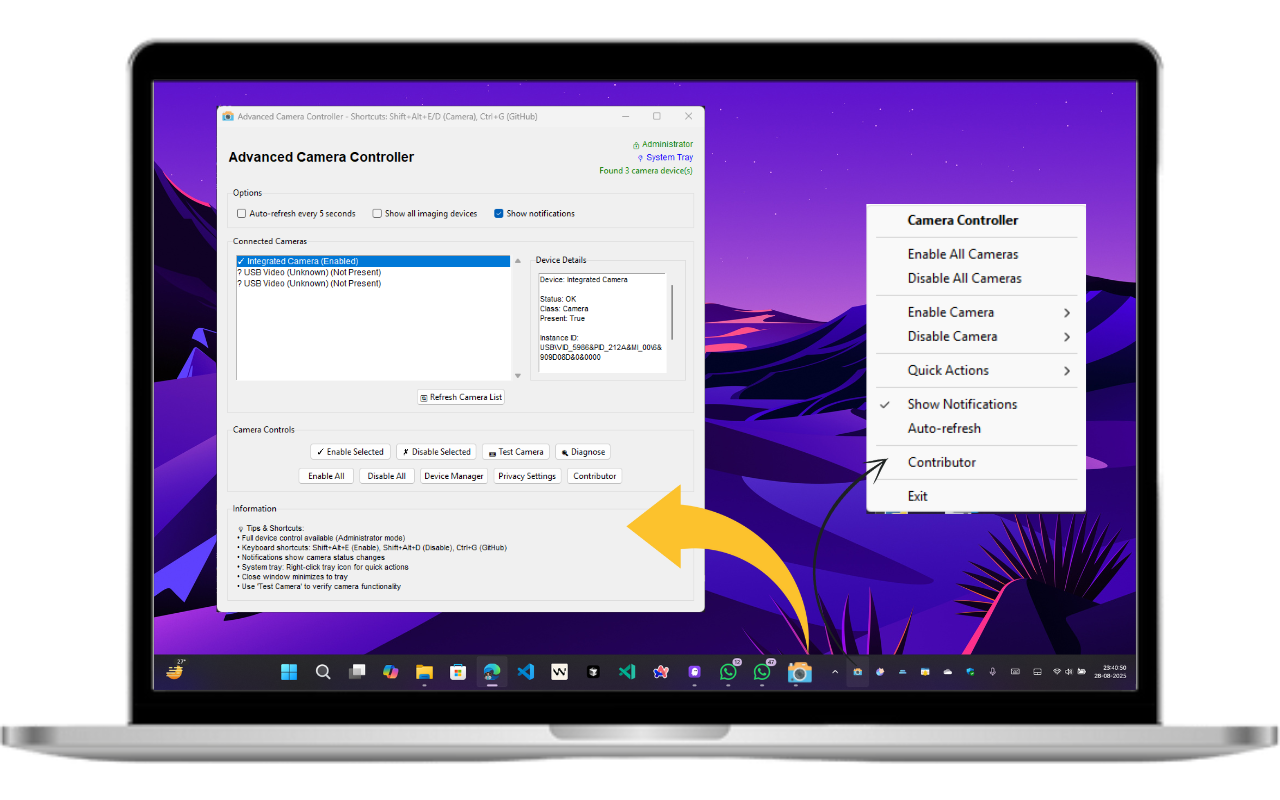 Advanced Camera Controller - Shortcuts: Shift+Alt+E/D (Camera), Ctrl+G (GitHub)
Advanced Camera Controller
Administrator
System Tray
Found 3 camera device(s)
Options
Auto-refresh every 5 seconds
Show all imaging devices
Show notifications
Connected Cameras
✓ Integrated Camera (Enabled)
? USB Video (Unknown) (Not Present)
? USB Video (Unknown) (Not Present)
Device Details
Device: Integrated Camera
Status: OK
Class: Camera
Present: True
Instance ID:
USB\VID_5986&PID_212A&MI_00\6&
909D08D&0&0000
Refresh Camera List
Camera Controls
✓ Enable Selected
✗ Disable Selected
Test Camera
Diagnose
Enable All
Disable All
Device Manager
Privacy Settings
Contributor
Information
Tips & Shortcuts:
• Full device control available (Administrator mode)
• Keyboard shortcuts: Shift+Alt+E (Enable), Shift+Alt+D (Disable), Ctrl+G (GitHub)
• Notifications show camera status changes
• System tray: Right-click tray icon for quick actions
• Close window minimizes to tray
• Use 'Test Camera' to verify camera functionality
Camera Controller
Enable All Cameras
Disable All Cameras
Enable Camera
Disable Camera
Quick Actions
✓ Show Notifications
Auto-refresh
Contributor
Exit
27°
12
47
23:40:50
28-08-2025